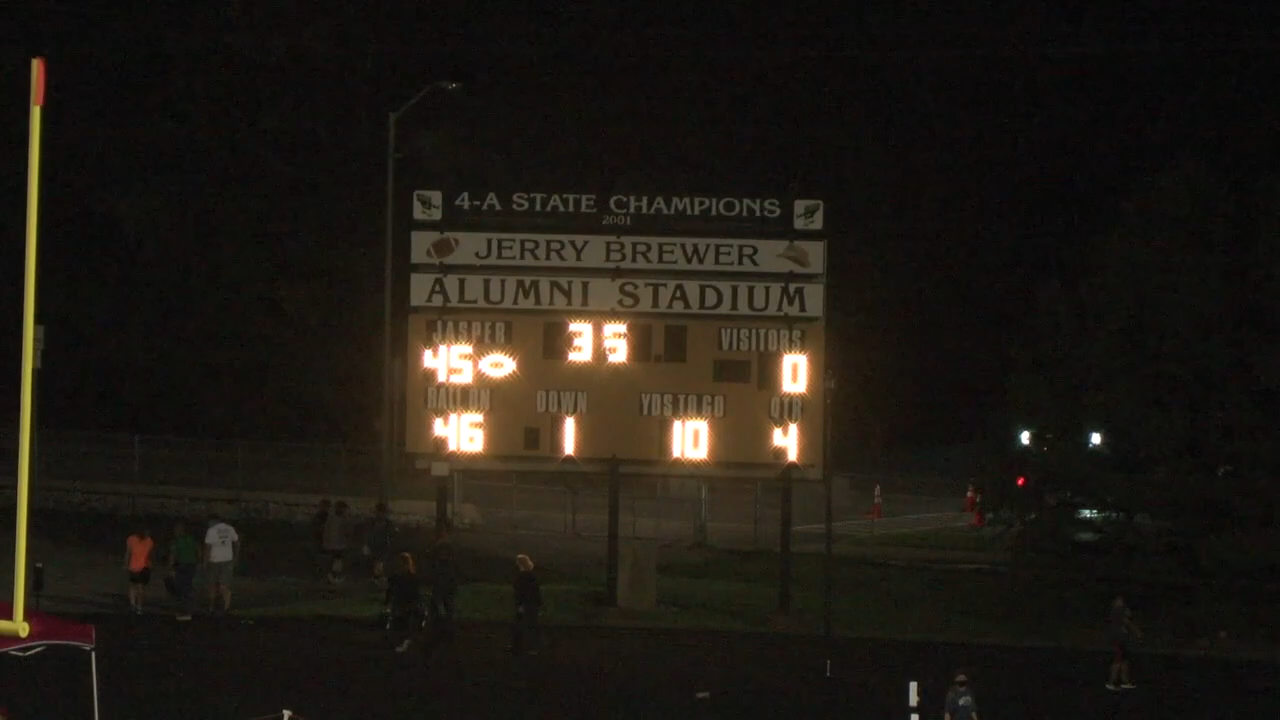 4-A STATE CHAMPIONS
2001
JERRY BREWER
ALUMNI STADIUM
JASPER 35 VISITORS
45 0
BALL ON DOWN YDS TO GO QTR
46 1 10 4